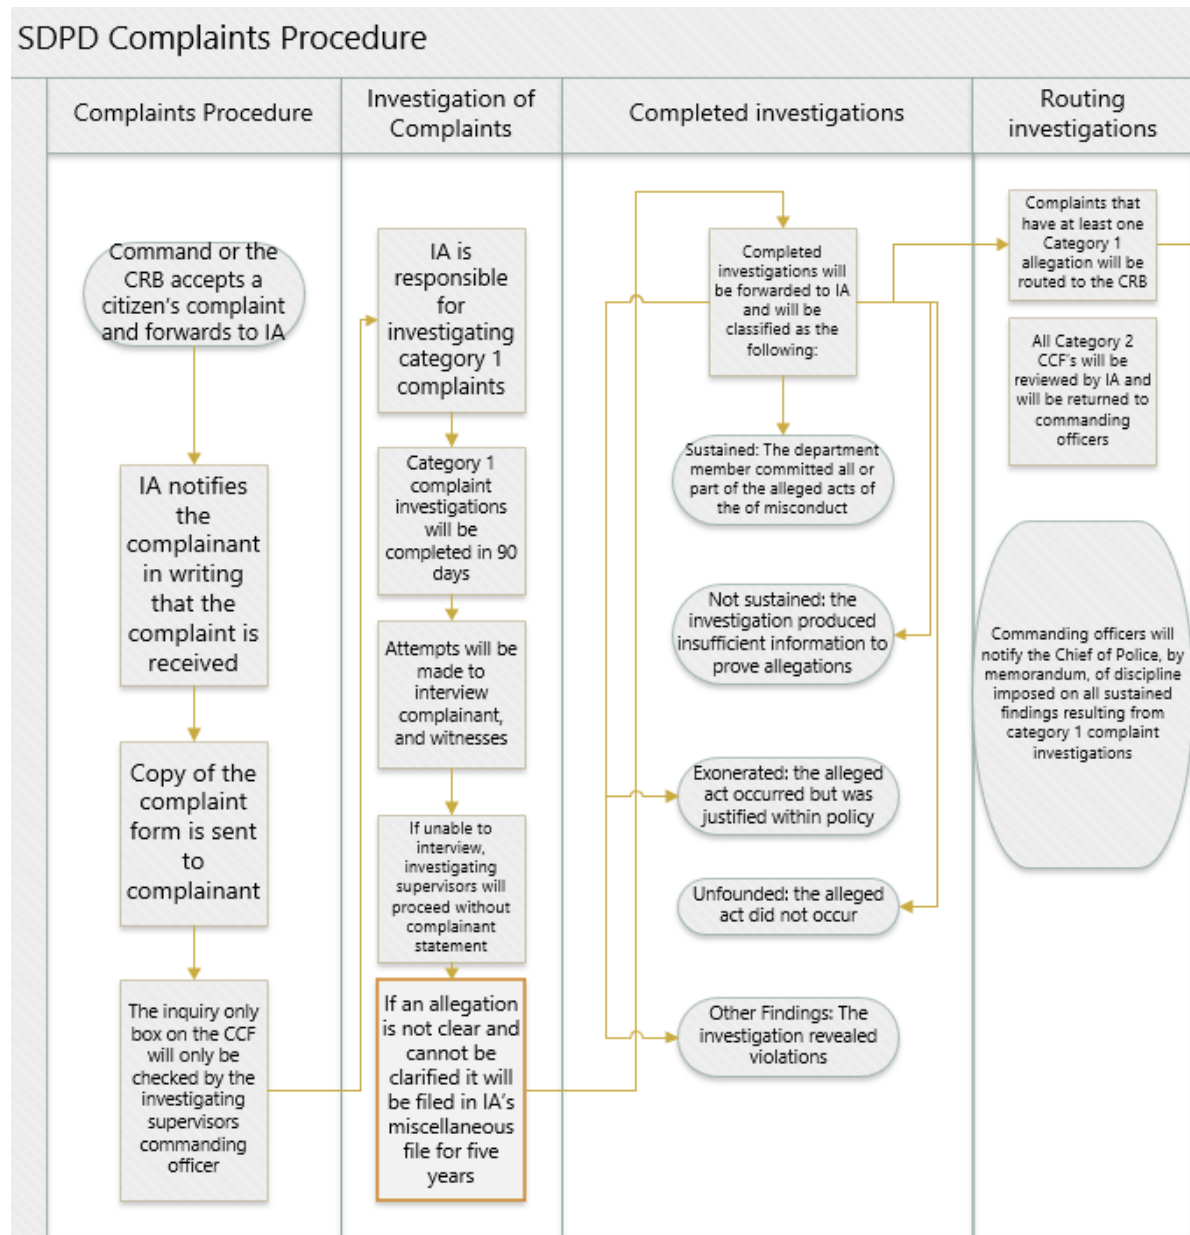 SDPD Complaints Procedure
Complaints Procedure
Investigation of
Complaints
Completed investigations
Routing
investigations
Command or the
CRB accepts a
citizen's complaint
and forwards to IA
IA notifies
the
complainant
in writing
that the
complaint is
received
Copy of the
complaint
form is sent
to
complainant
The inquiry only
box on the CCF
will only be
checked by the
investigating
supervisors
commanding
officer
IA is
responsible
for
investigating
category 1
complaints
Category 1
complaint
investigations
will be
completed in 90
days
Attempts will be
made to
interview
complainant,
and witnesses
If unable to
interview,
investigating
supervisors will
proceed without
complainant
statement
If an allegation
is not clear and
cannot be
clarified it will
be filed in IA's
miscellaneous
file for five
years
Completed
investigations will
be forwarded to IA
and will be
classified as the
following:
Sustained: The department
member committed all or
part of the alleged acts of
the of misconduct
Not sustained: the
investigation produced
insufficient information to
prove allegations
Exonerated: the alleged
act occurred but was
justified within policy
Unfounded: the alleged
act did not occur
Other Findings: The
investigation revealed
violations
Complaints that
have at least one
Category 1
allegation will be
routed to the CRB
All Category 2
CCF's will be
reviewed by IA and
will be returned to
commanding
officers
Commanding officers will
notify the Chief of Police, by
memorandum, of discipline
imposed on all sustained
findings resulting from
category 1 complaint
investigations